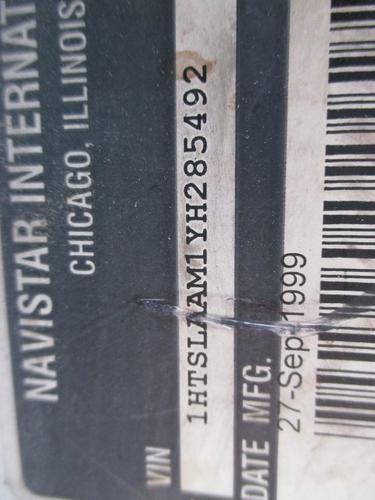 NAVISTAR INTERNAT
CHICAGO, ILLINOIS
VIN 1HTSLAAM1YH285492
DATE MFG. 27-Sep-1999